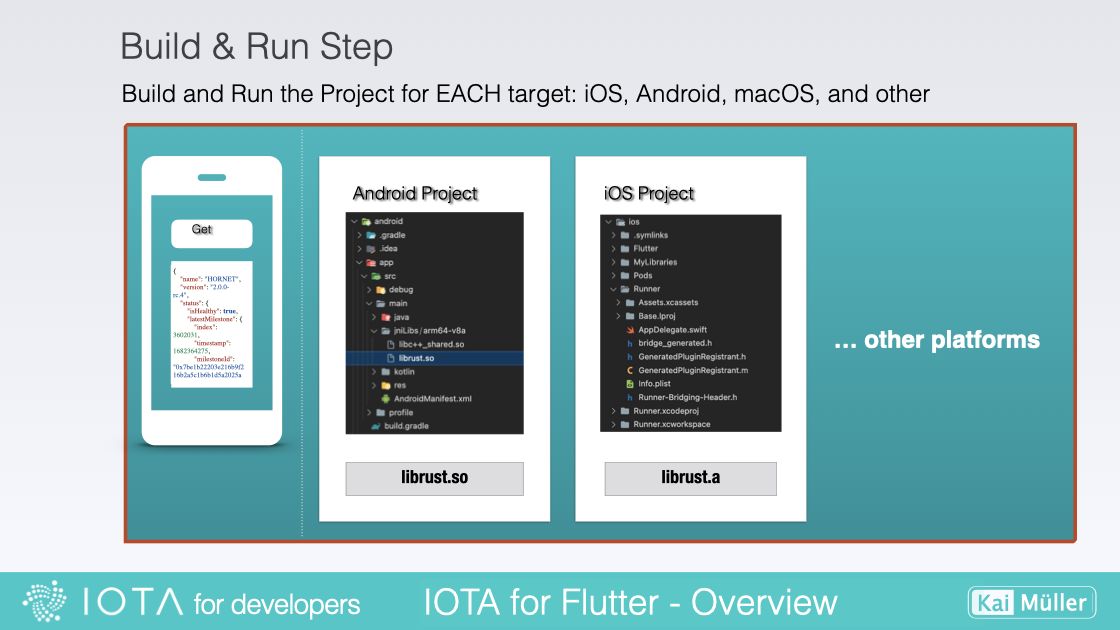 Build & Run Step
Build and Run the Project for EACH target: iOS, Android, macOS, and other
Get
{
"name": "HORNET",
"version": "2.0.0-
rc.4",
"status": {
"isHealthy": true,
"latestMilestone": {
"index":
3602031,
"timestamp":
1682364275,
"milestoneId":
"0x7be1b22203e216b9f2
16b2a5c1b6b1d5a2025a
Android Project
android
.gradle
.idea
app
src
debug
main
java
jniLibs/arm64-v8a
libc++_shared.so
librust.so
kotlin
res
AndroidManifest.xml
profile
build.gradle
librust.so
iOS Project
ios
.symlinks
Flutter
MyLibraries
Pods
Runner
Assets.xcassets
Base.lproj
AppDelegate.swift
bridge_generated.h
GeneratedPluginRegistrant.h
GeneratedPluginRegistrant.m
Info.plist
Runner-Bridging-Header.h
Runner.xcodeproj
Runner.xcworkspace
librust.a
... other platforms
IOTA for developers
IOTA for Flutter - Overview
Kai Müller